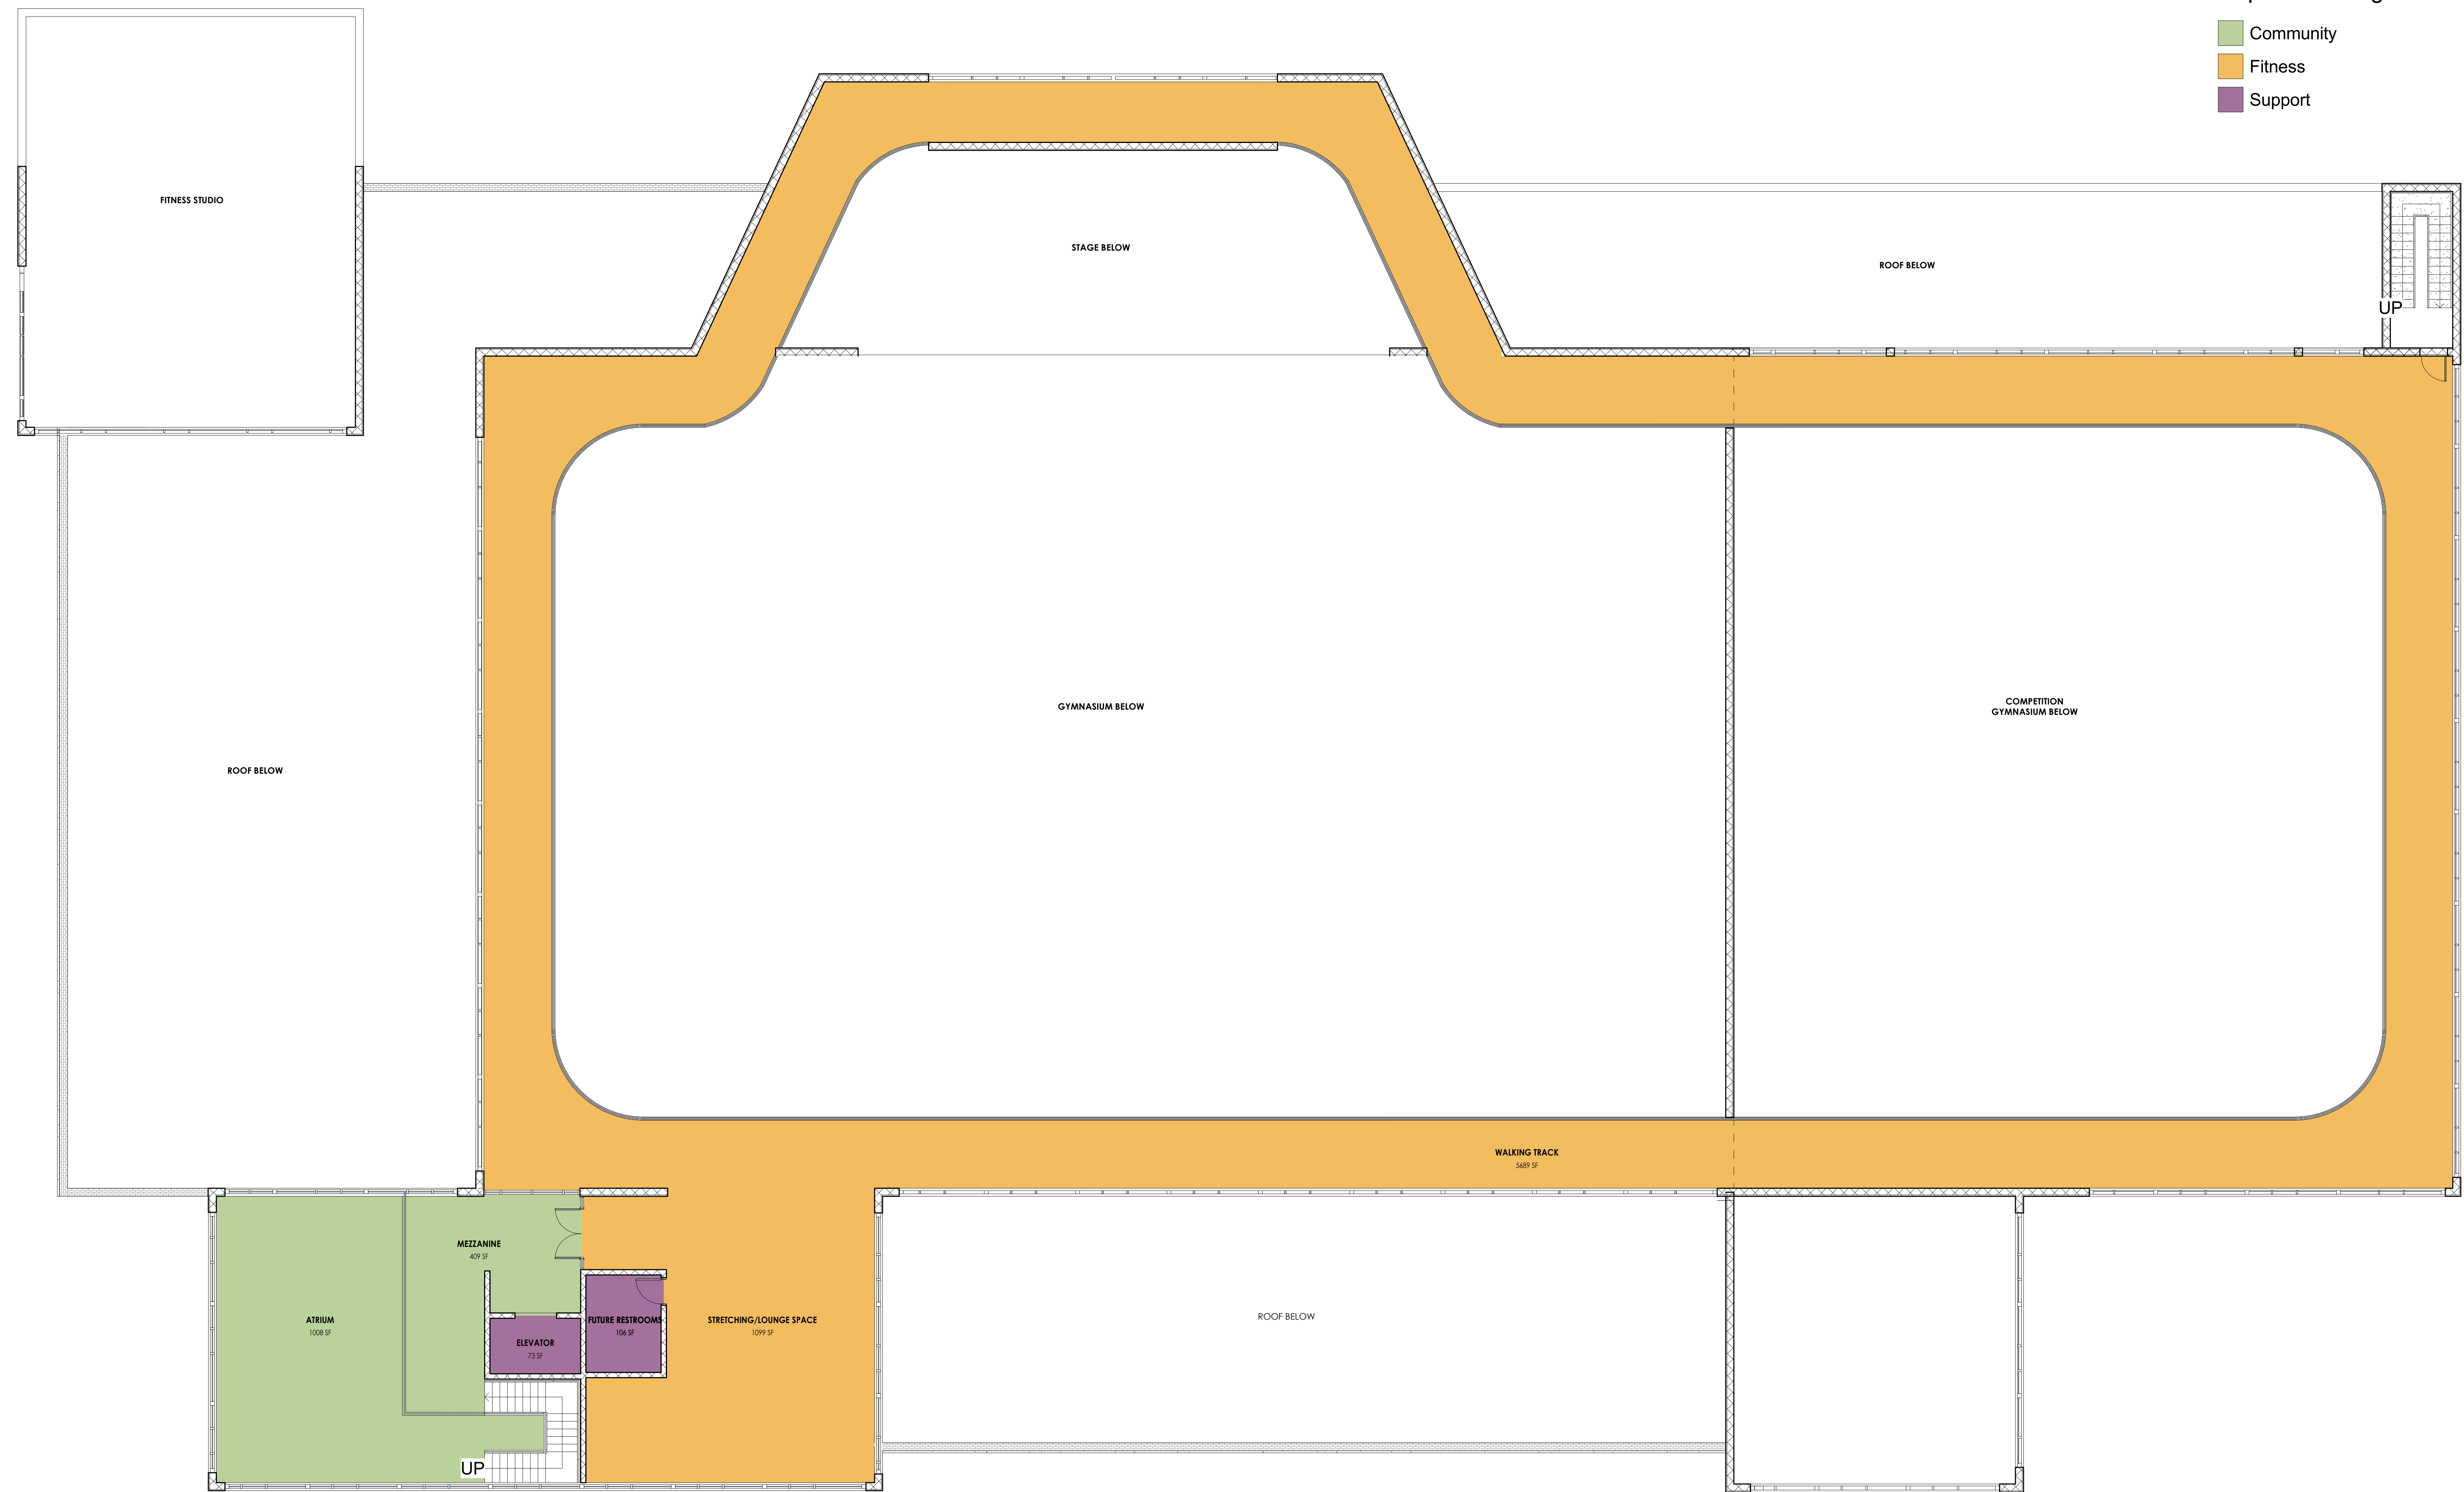 Community
Fitness
Support
FITNESS STUDIO
STAGE BELOW
ROOF BELOW
UP
GYMNASIUM BELOW
COMPETITION
GYMNASIUM BELOW
ROOF BELOW
WALKING TRACK
5689 SF
MEZZANINE
409 SF
ATRIUM
1008 SF
ELEVATOR
73 SF
FUTURE RESTROOMS
106 SF
STRETCHING/LOUNGE SPACE
1099 SF
ROOF BELOW
UP